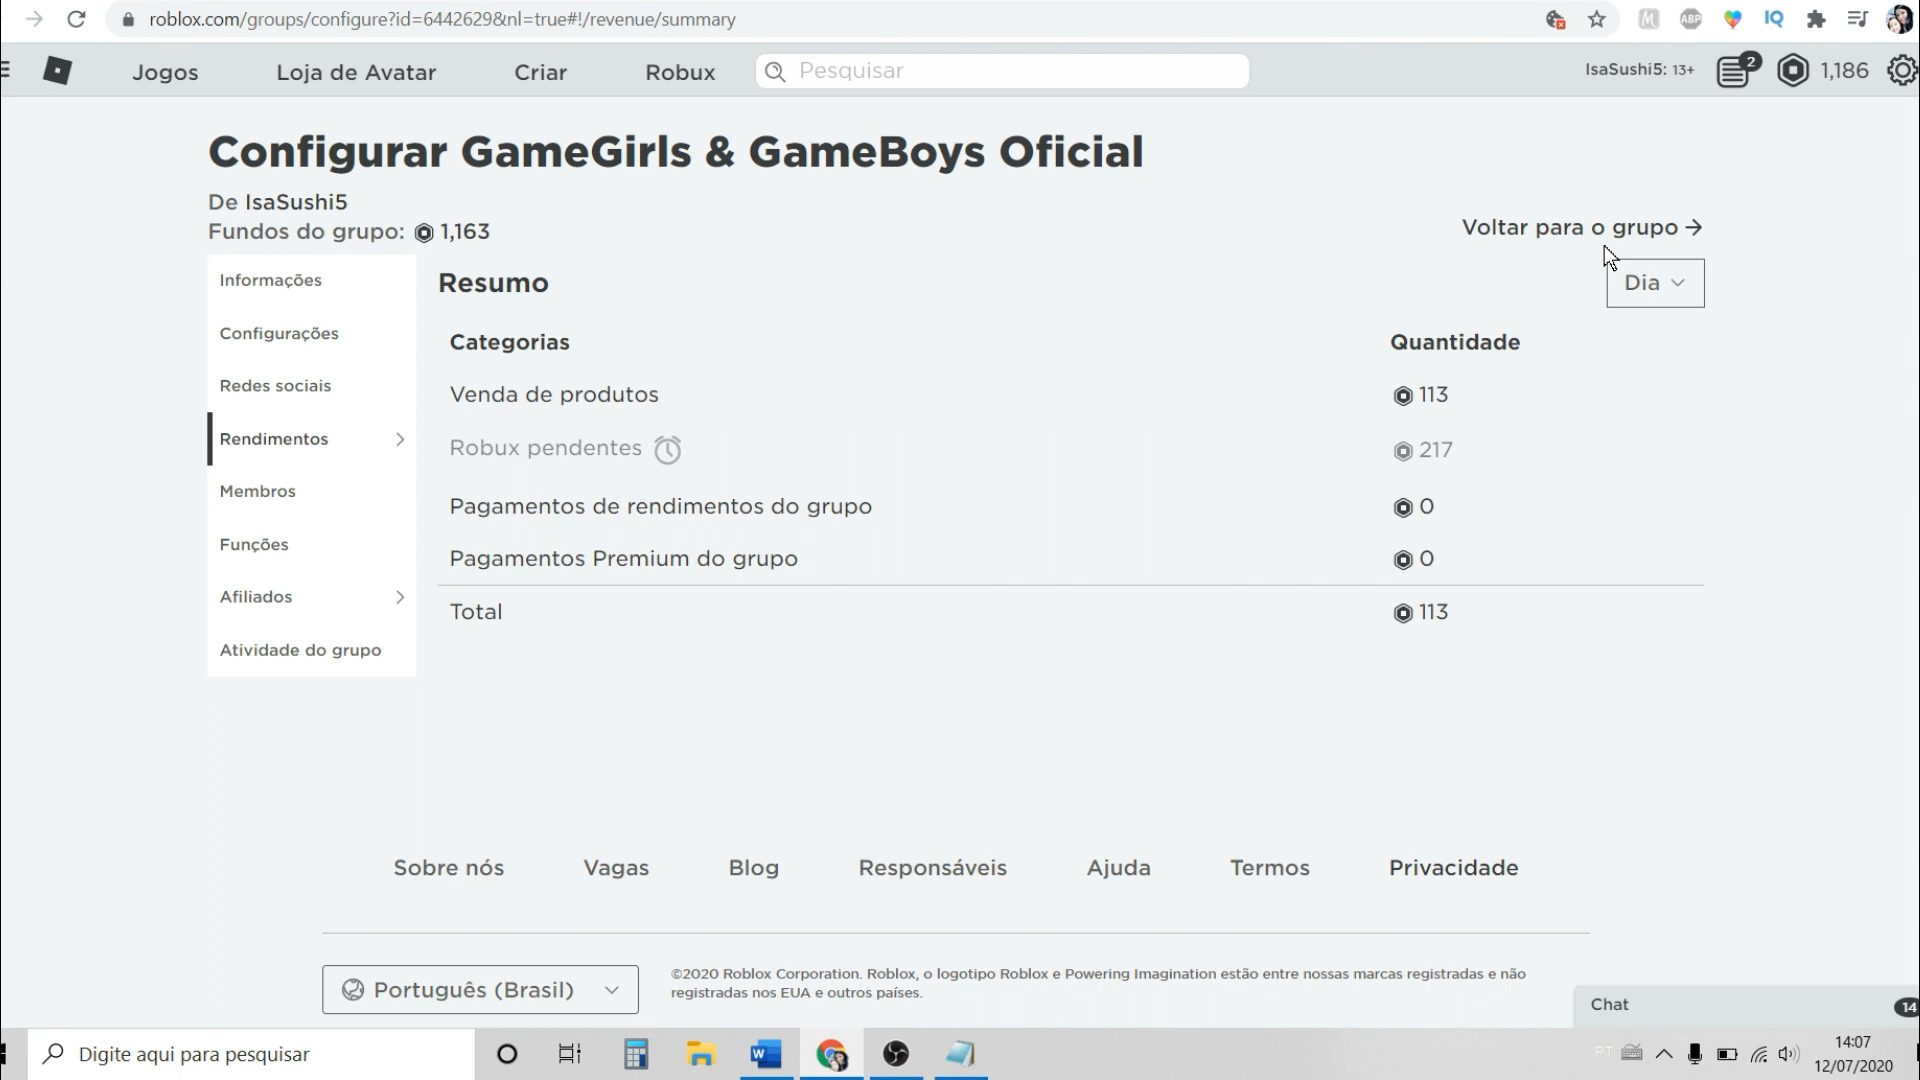 roblox.com/groups/configure?id=6442629&nl=true#!/revenue/summary
ABP
IQ
Jogos
Loja de Avatar
Criar
Robux
Pesquisar
IsaSushi5: 13+
2
1,186
Configurar GameGirls & GameBoys Oficial
De IsaSushi5
Fundos do grupo: 1,163
Voltar para o grupo →
Informações
Configurações
Redes sociais
Rendimentos
Membros
Funções
Afiliados
Atividade do grupo
Resumo
Dia
Categorias Quantidade
Venda de produtos 113
Robux pendentes 217
Pagamentos de rendimentos do grupo 0
Pagamentos Premium do grupo 0
Total 113
Sobre nós
Vagas
Blog
Responsáveis
Ajuda
Termos
Privacidade
Português (Brasil)
©2020 Roblox Corporation. Roblox, o logotipo Roblox e Powering Imagination estão entre nossas marcas registradas e não
registradas nos EUA e outros países.
Chat
14
Digite aqui para pesquisar
W
PT
14:07
12/07/2020